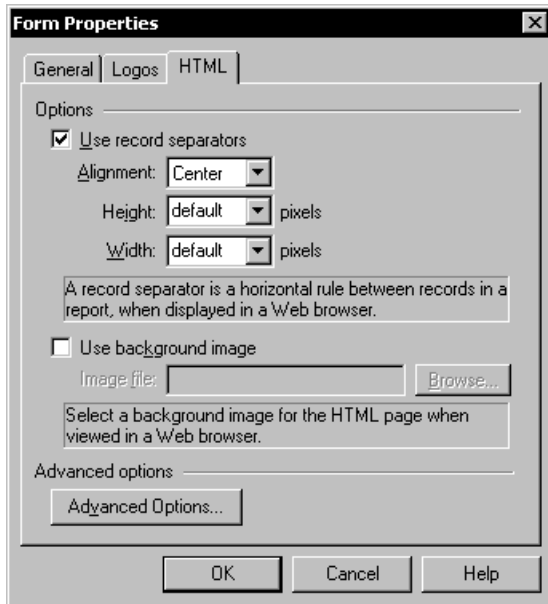 Form Properties
General Logos HTML
Options
Use record separators
Alignment: Center
Height: default pixels
Width: default pixels
A record separator is a horizontal rule between records in a
report, when displayed in a Web browser.
Use background image
Image file: Browse...
Select a background image for the HTML page when
viewed in a Web browser.
Advanced options
Advanced Options...
OK Cancel Help